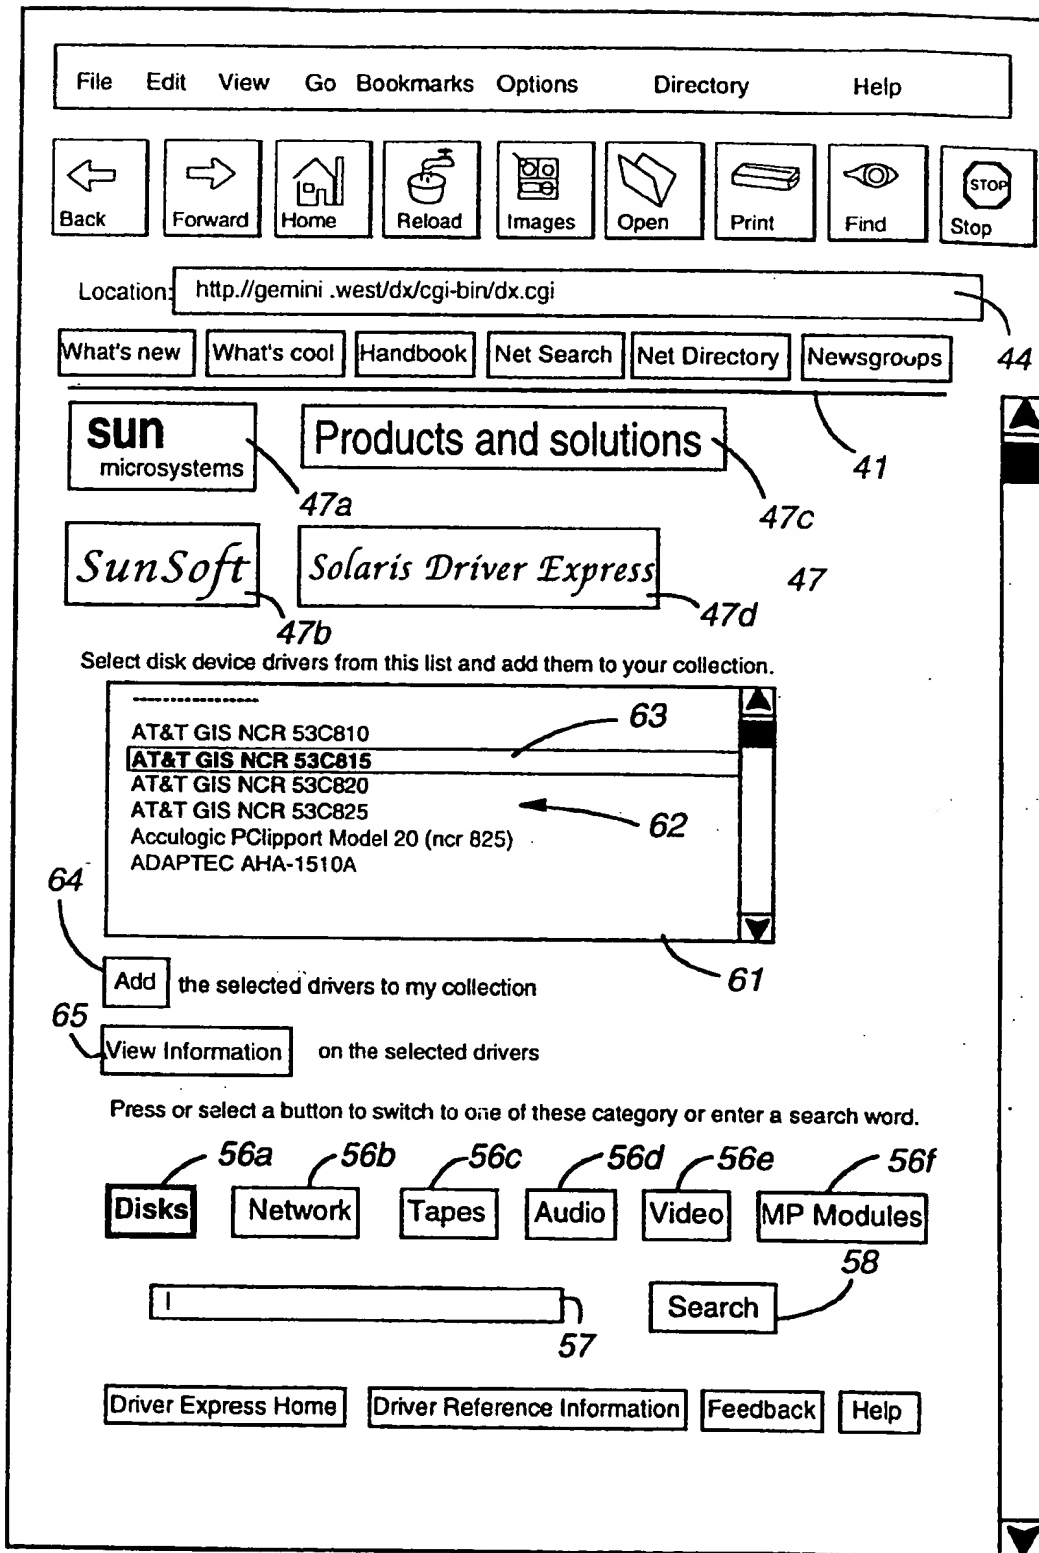 File Edit View Go Bookmarks Options Directory Help
Back Forward Home Reload Images Open Print Find STOP Stop
Location: http.//gemini .west/dx/cgi-bin/dx.cgi
What's new What's cool Handbook Net Search Net Directory Newsgroups 44
sun Products and solutions
microsystems 41
47a 47c
SunSoft Solaris Driver Express 47
47b 47d
Select disk device drivers from this list and add them to your collection.
--------------- 63
AT&T GIS NCR 53C810
AT&T GIS NCR 53C815
AT&T GIS NCR 53C820
AT&T GIS NCR 53C825 62
Acculogic PClipport Model 20 (ncr 825)
ADAPTEC AHA-1510A
64
Add the selected drivers to my collection 61
65
View Information on the selected drivers
Press or select a button to switch to one of these category or enter a search word.
56a 56b 56c 56d 56e 56f
Disks Network Tapes Audio Video MP Modules
58
Search
57
Driver Express Home Driver Reference Information Feedback Help